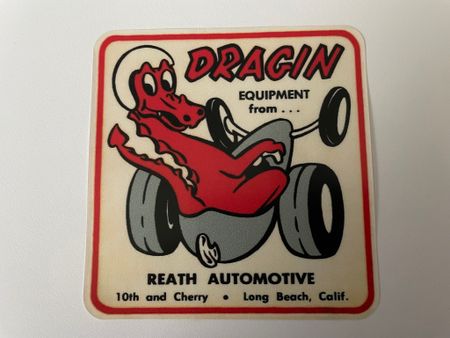 DRAGIN
EQUIPMENT
from...
REATH AUTOMOTIVE
10th and Cherry • Long Beach, Calif.